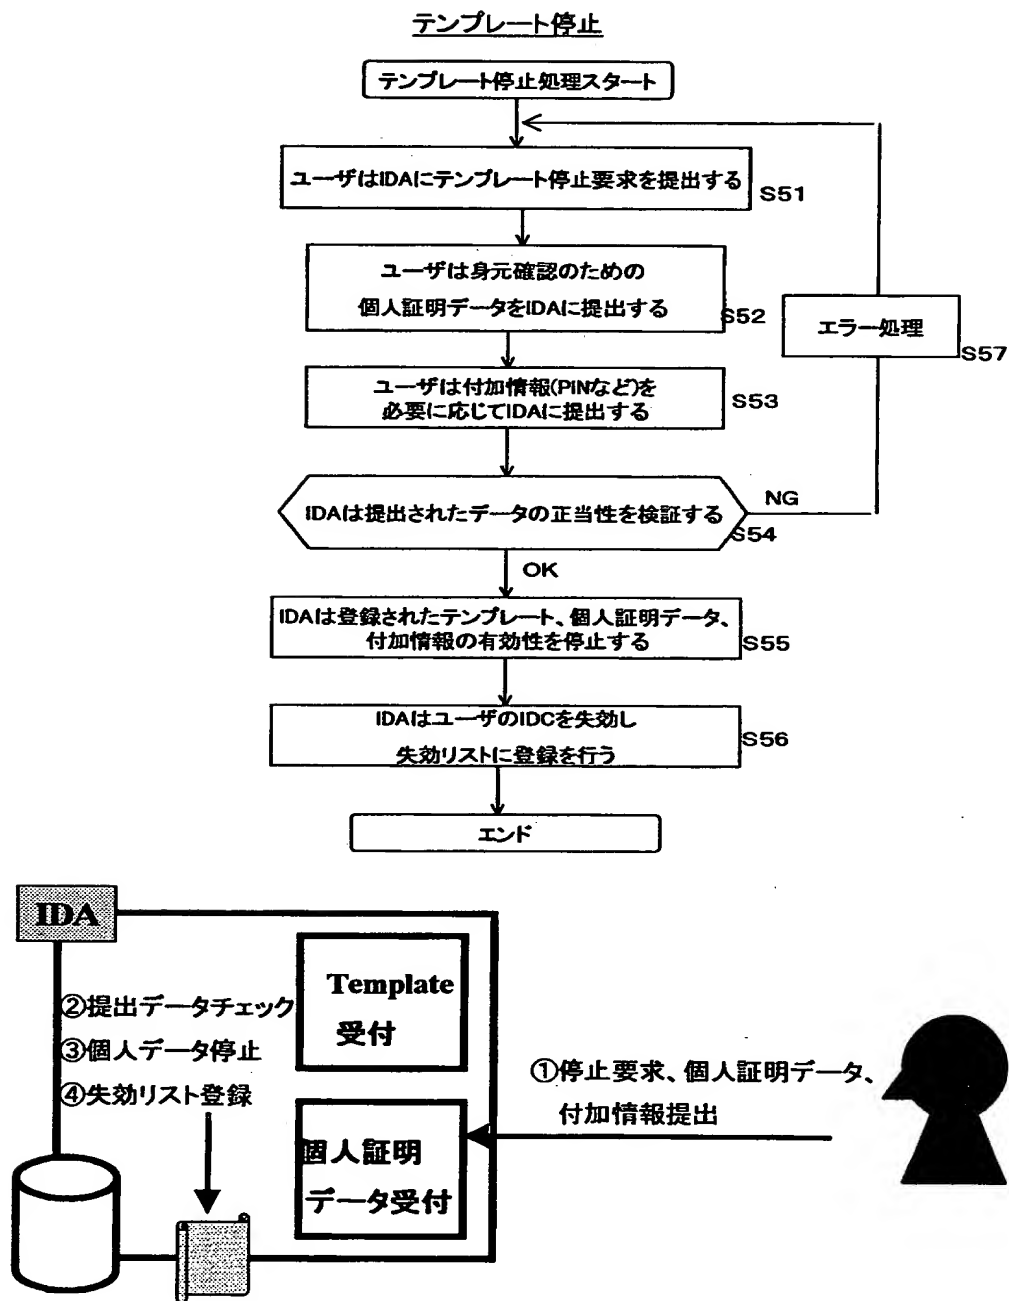 テンプレート停止
テンプレート停止処理スタート
ユーザはIDAにテンプレート停止要求を提出する
S51
ユーザは身元確認のための
個人証明データをIDAに提出する
S52
エラー処理
S57
ユーザは付加情報(PINなど)を
必要に応じてIDAに提出する
S53
IDAは提出されたデータの正当性を検証する
S54
NG
OK
IDAは登録されたテンプレート、個人証明データ、
付加情報の有効性を停止する
S55
IDAはユーザのIDCを失効し
失効リストに登録を行う
S56
エンド
IDA
Template
受付
②提出データチェック
③個人データ停止
④失効リスト登録
①停止要求、個人証明データ、
付加情報提出
個人証明
データ受付